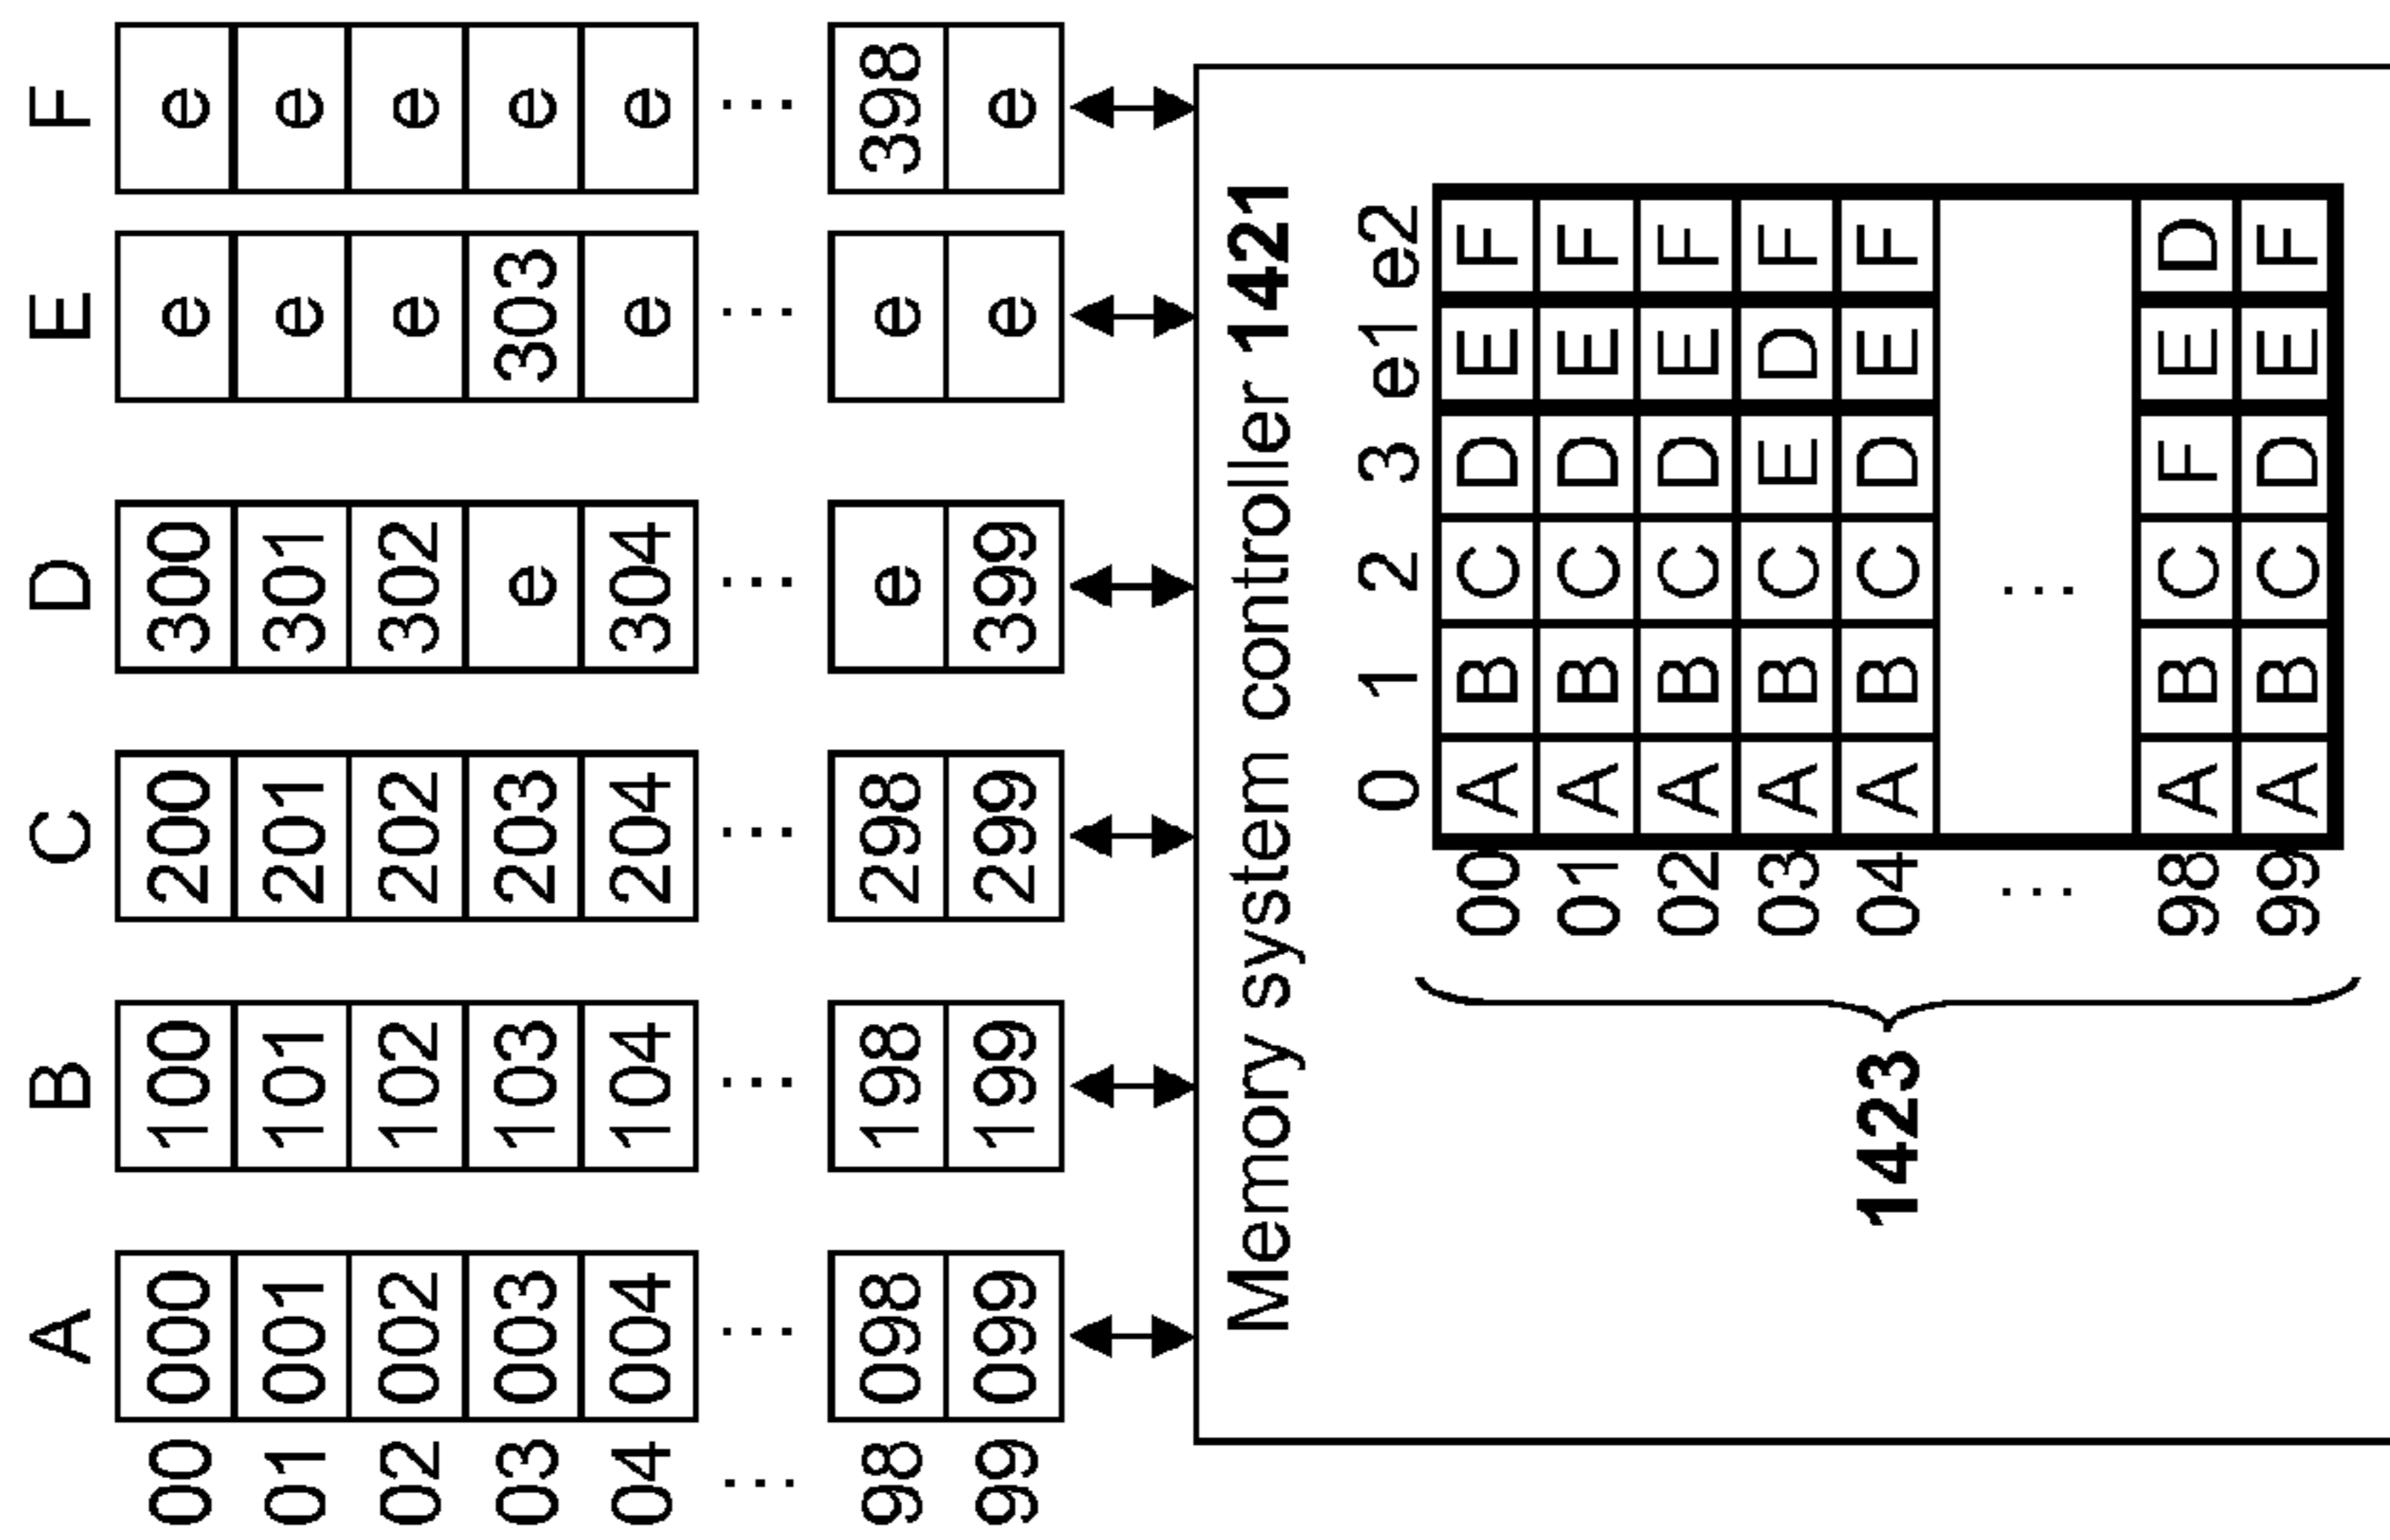 A B C D E F
00 000 100 200 300 e e
01 001 101 201 301 e e
02 002 102 202 302 e e
03 003 103 203 e 303 e
04 004 104 204 304 e e
... ... ... ... ... ... ...
98 098 198 298 e e 398
99 099 199 299 399 e e
Memory system controller 1421
0 1 2 3 e1 e2
00 A B C D E F
01 A B C D E F
02 A B C D E F
03 A B C E D F
04 A B C D E F
1423
... ...
98 A B C F E D
99 A B C D E F